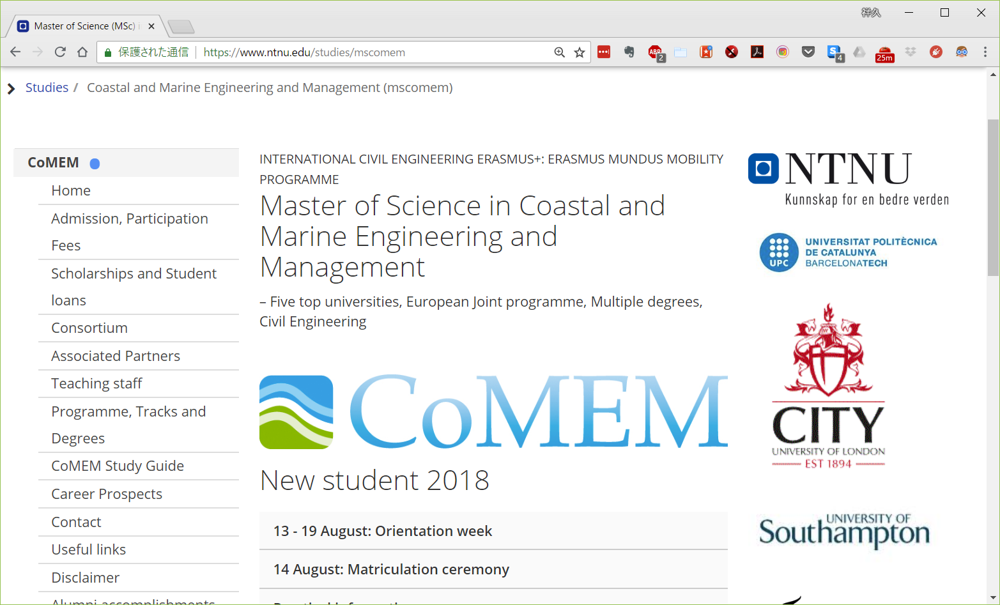 祥久
Master of Science (MSc) i
保護された通信
https://www.ntnu.edu/studies/mscomem
ABP
2
4
25m
Studies / Coastal and Marine Engineering and Management (mscomem)
CoMEM
Home
Admission, Participation
Fees
Scholarships and Student
loans
Consortium
Associated Partners
Teaching staff
Programme, Tracks and
Degrees
CoMEM Study Guide
Career Prospects
Contact
Useful links
Disclaimer
Alumni accomplishments
INTERNATIONAL CIVIL ENGINEERING ERASMUS+: ERASMUS MUNDUS MOBILITY
PROGRAMME
Master of Science in Coastal and
Marine Engineering and
Management
– Five top universities, European Joint programme, Multiple degrees,
Civil Engineering
CoMEM
New student 2018
13 - 19 August: Orientation week
14 August: Matriculation ceremony
NTNU
Kunnskap for en bedre verden
UPC
UNIVERSITAT POLITÈCNICA
DE CATALUNYA
BARCELONATECH
CITY
UNIVERSITY OF LONDON
EST 1894
UNIVERSITY OF
Southampton